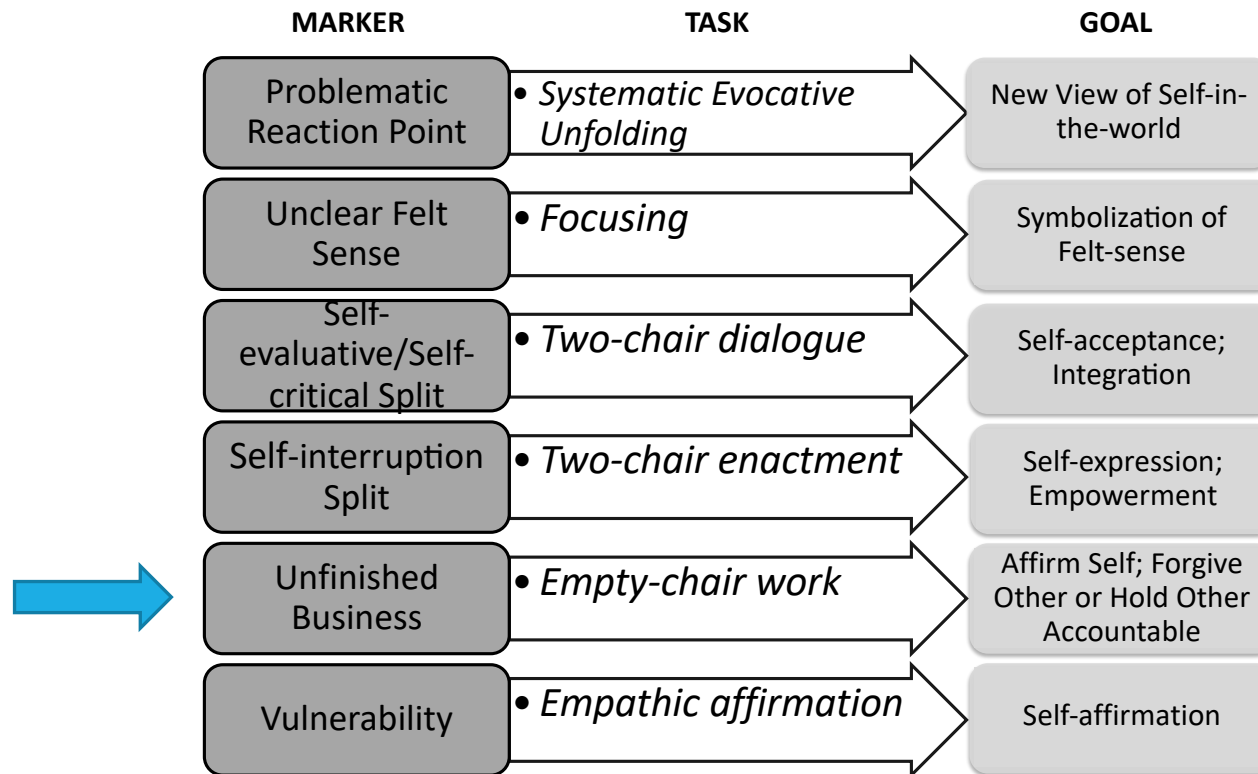 MARKER TASK GOAL
Problematic
Reaction Point
• Systematic Evocative
Unfolding
New View of Self-in-
the-world
Unclear Felt
Sense
• Focusing
Symbolization of
Felt-sense
Self-
evaluative/Self-
critical Split
• Two-chair dialogue
Self-acceptance;
Integration
Self-interruption
Split
• Two-chair enactment
Self-expression;
Empowerment
Unfinished
Business
• Empty-chair work
Affirm Self; Forgive
Other or Hold Other
Accountable
Vulnerability
• Empathic affirmation
Self-affirmation